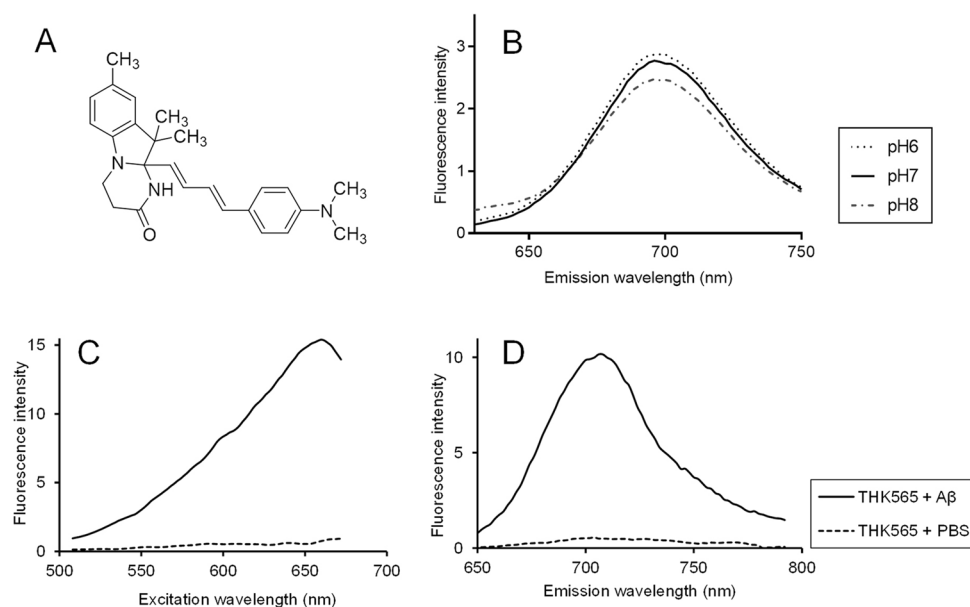 A
CH3
CH3
CH3
N
NH
O
N
CH3
CH3
B
Fluorescence intensity
3
2
1
0
650
700
750
Emission wavelength (nm)
pH6
pH7
pH8
C
Fluorescence intensity
15
10
5
0
500
550
600
650
700
Excitation wavelength (nm)
D
Fluorescence intensity
10
5
0
650
700
750
800
Emission wavelength (nm)
THK565 + Aβ
THK565 + PBS